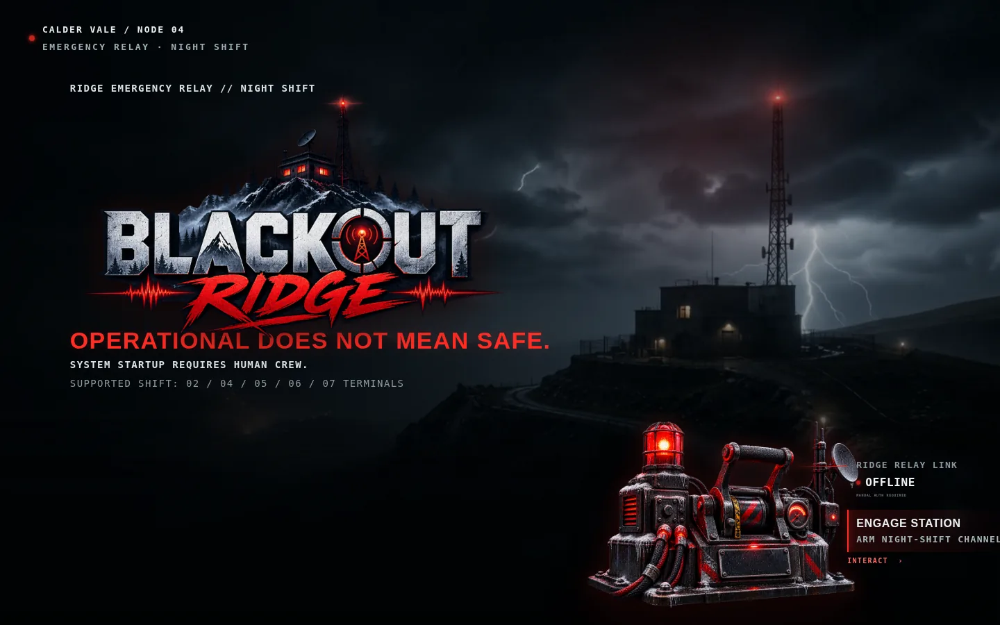 CALDER VALE / NODE 04
EMERGENCY RELAY · NIGHT SHIFT
RIDGE EMERGENCY RELAY // NIGHT SHIFT
BLACKOUT
RIDGE
OPERATIONAL DOES NOT MEAN SAFE.
SYSTEM STARTUP REQUIRES HUMAN CREW.
SUPPORTED SHIFT: 02 / 04 / 05 / 06 / 07 TERMINALS
RIDGE RELAY LINK
OFFLINE
MANUAL AUTH REQUIRED
ENGAGE STATION
ARM NIGHT-SHIFT CHANNEL
INTERACT ›